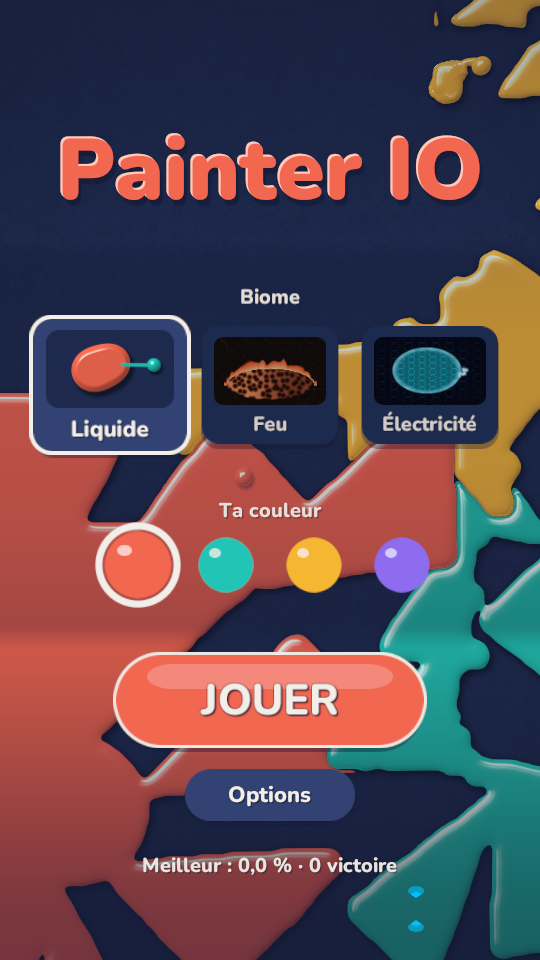 Painter IO
Biome
Liquide
Feu
Électricité
Ta couleur
JOUER
Options
Meilleur : 0,0 % · 0 victoire